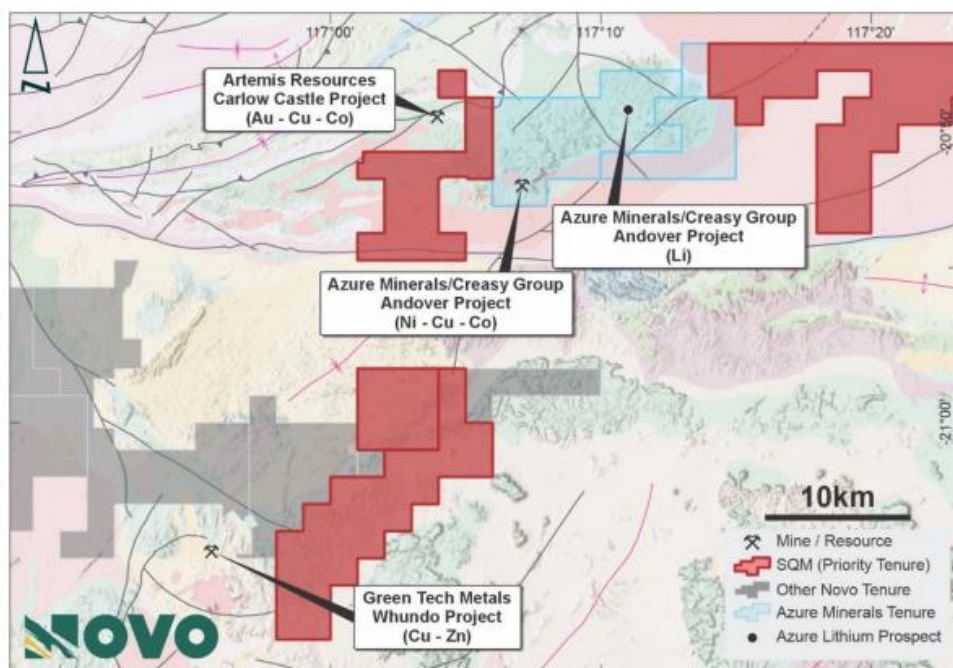 117°00'
117°10'
117°20'
Z
Artemis Resources
Carlow Castle Project
(Au - Cu - Co)
-20°50'
Azure Minerals/Creasy Group
Andover Project
(Li)
Azure Minerals/Creasy Group
Andover Project
(Ni - Cu - Co)
-21°00'
10km
Mine / Resource
SQM (Priority Tenure)
Other Novo Tenure
Azure Minerals Tenure
Azure Lithium Prospect
Green Tech Metals
Whundo Project
(Cu - Zn)
NOVO